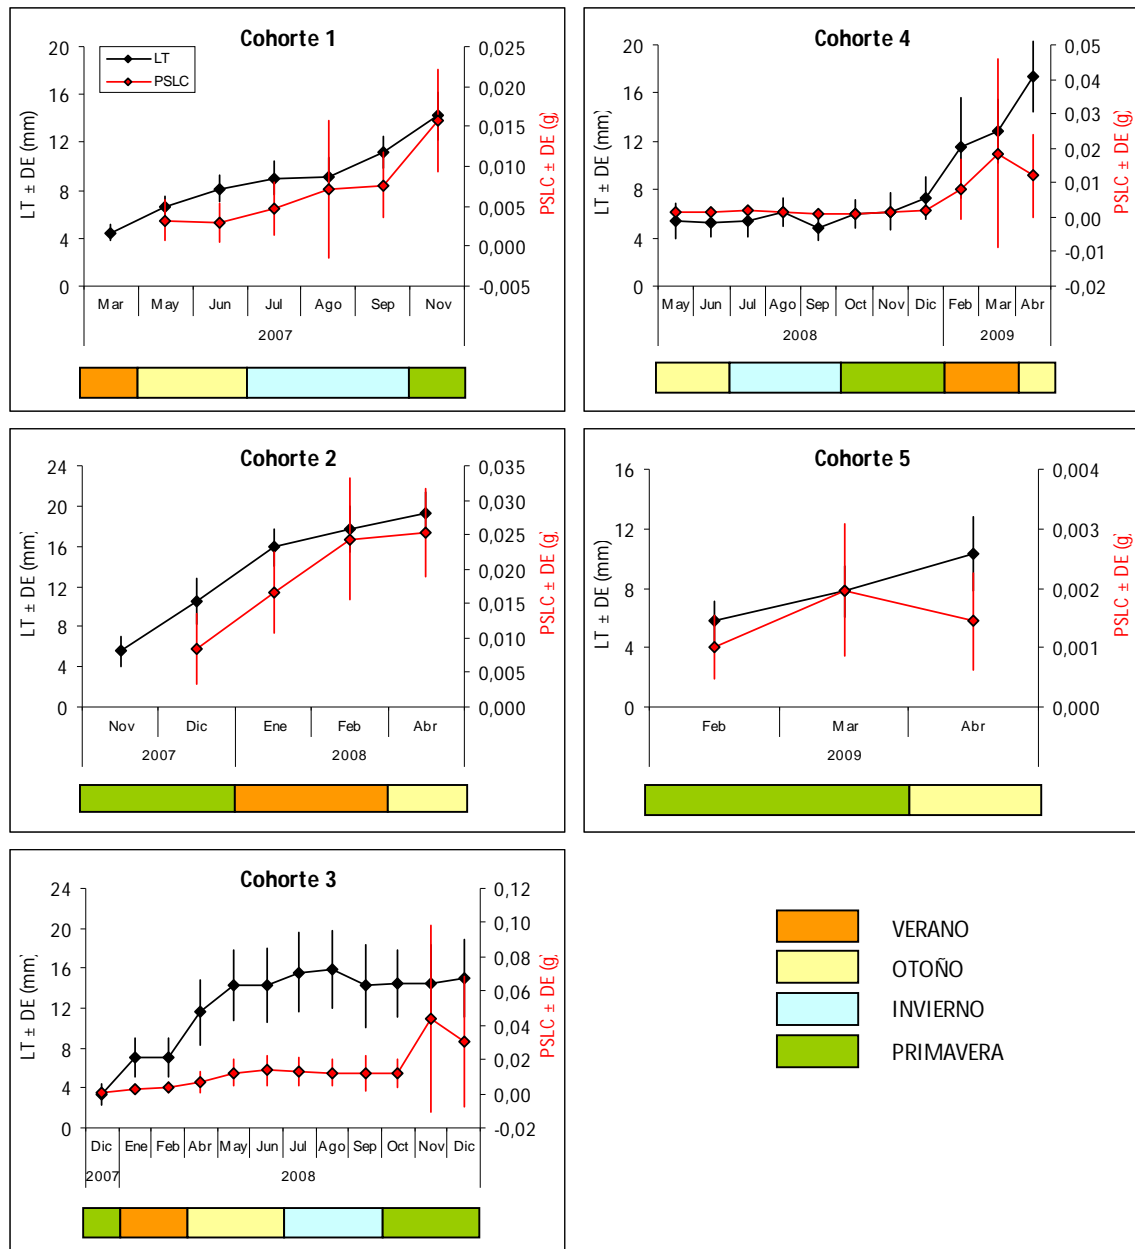 Cohorte 1
LT
PSLC
LT ± DE (mm)
20
16
12
8
4
0
0,025
0,020
0,015
0,010
0,005
0,000
-0,005
PSLC ± DE (g)
Mar May Jun Jul Ago Sep Nov
2007
Cohorte 4
LT ± DE (mm)
20
16
12
8
4
0
0,05
0,04
0,03
0,02
0,01
0,00
-0,01
-0,02
PSLC ± DE (g)
May Jun Jul Ago Sep Oct Nov Dic Feb Mar Abr
2008 2009
Cohorte 2
LT ± DE (mm)
24
20
16
12
8
4
0
0,035
0,030
0,025
0,020
0,015
0,010
0,005
0,000
PSLC ± DE (g)
Nov Dic Ene Feb Abr
2007 2008
Cohorte 5
LT ± DE (mm)
16
12
8
4
0
0,004
0,003
0,002
0,001
0,000
PSLC ± DE (g)
Feb Mar Abr
2009
Cohorte 3
LT ± DE (mm)
24
20
16
12
8
4
0
0,12
0,10
0,08
0,06
0,04
0,02
0,00
-0,02
PSLC ± DE (g)
Dic Ene Feb Abr May Jun Jul Ago Sep Oct Nov Dic
2007 2008
VERANO
OTOÑO
INVIERNO
PRIMAVERA